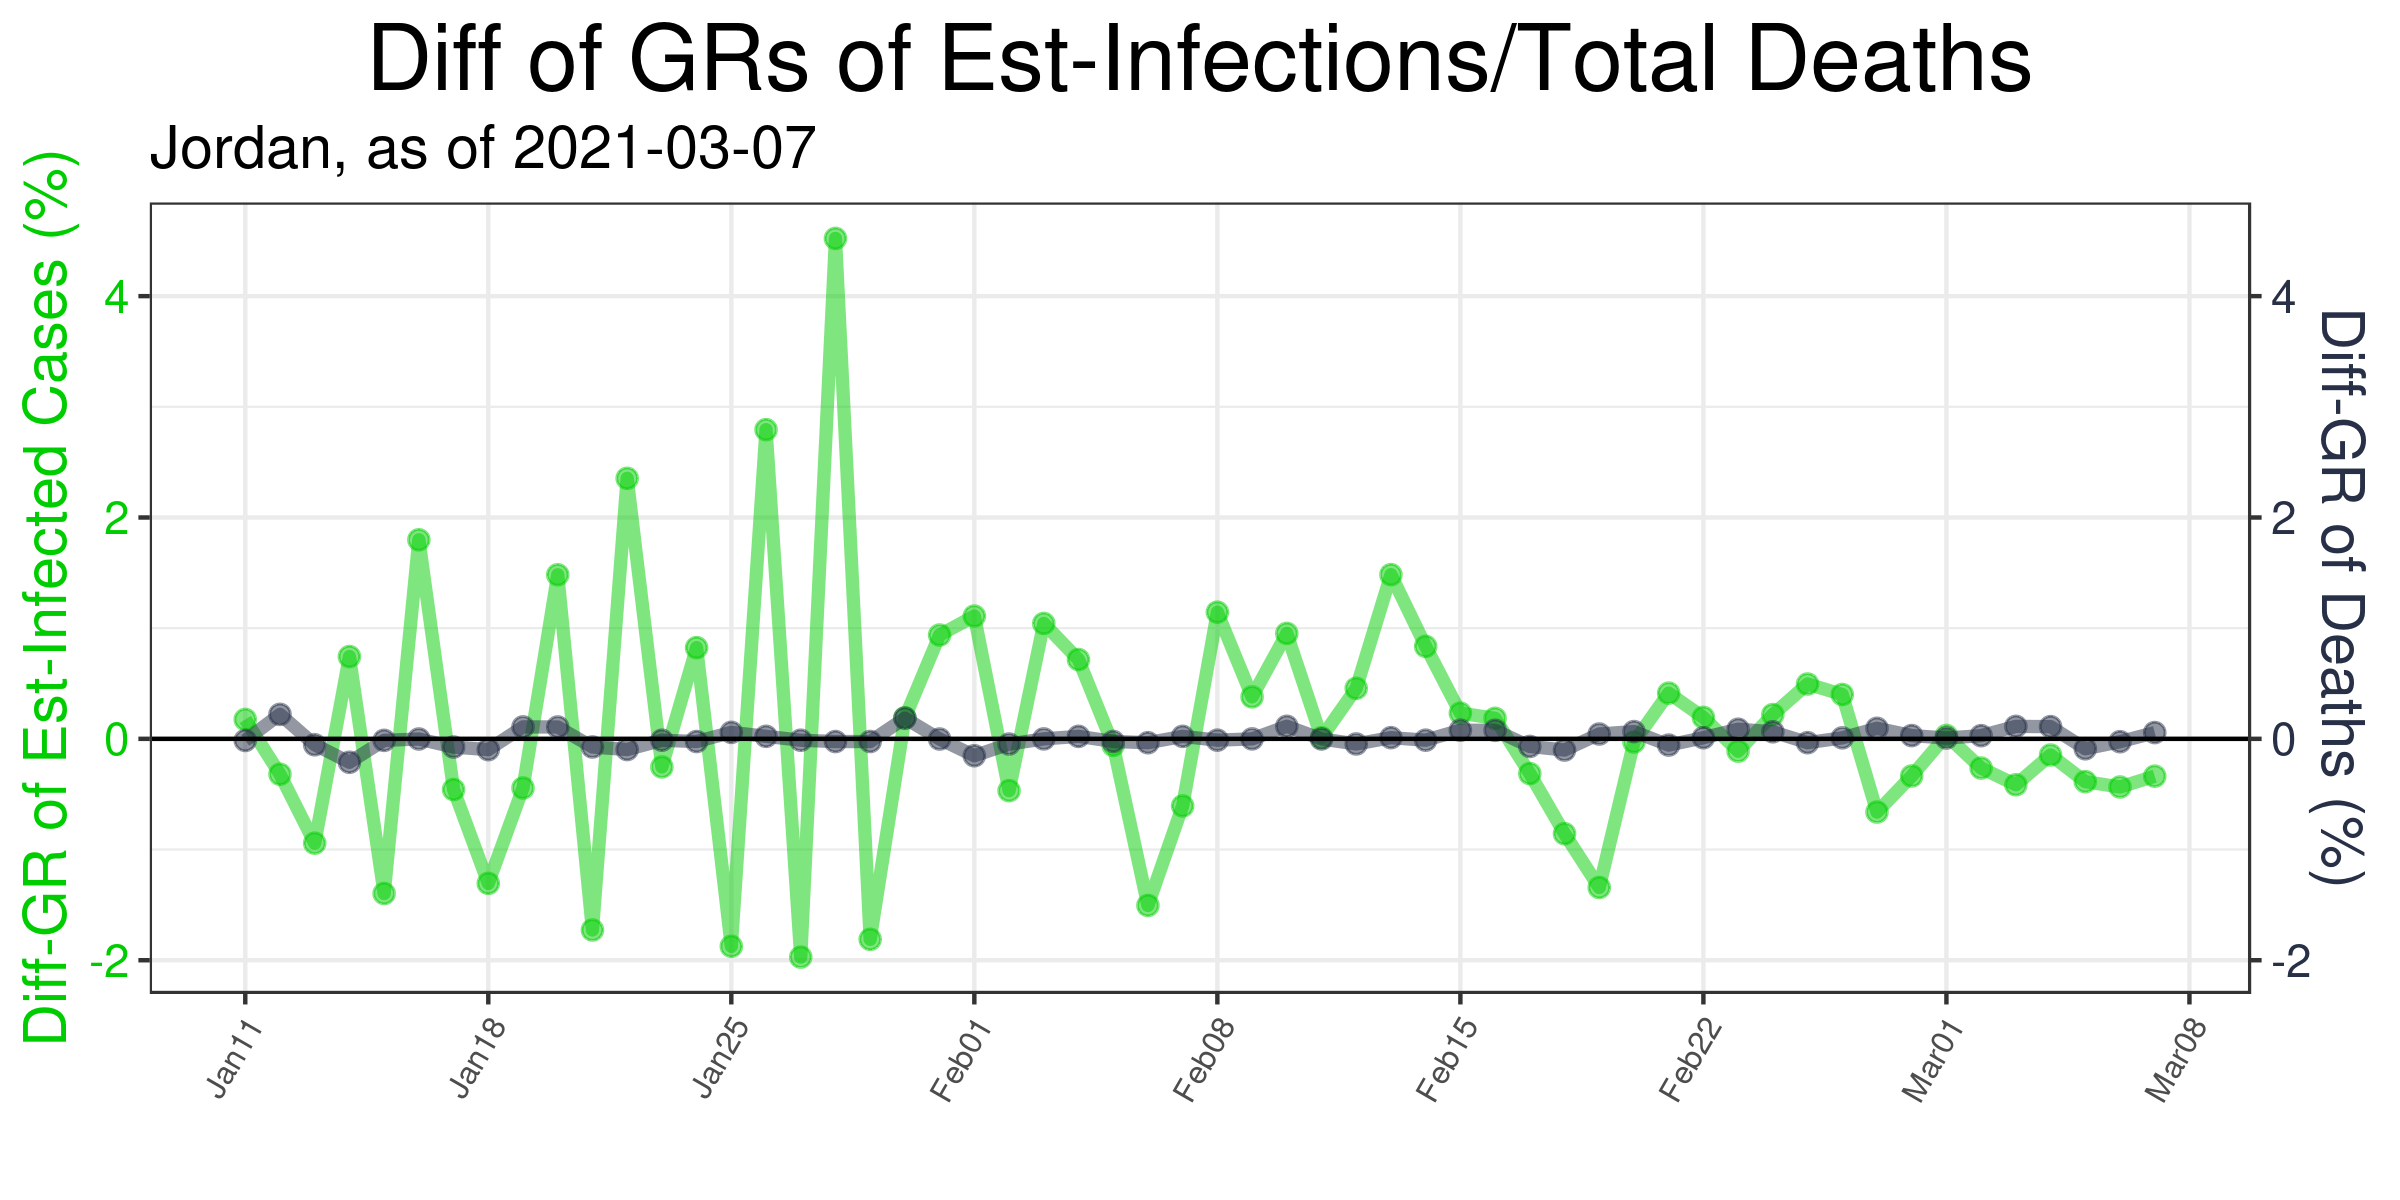 Diff of GRs of Est-Infections/Total Deaths
Jordan, as of 2021-03-07
Diff-GR of Est-Infected Cases (%)
4
2
0
-2
4
2
0
-2
Diff-GR of Deaths (%)
Jan11
Jan18
Jan25
Feb01
Feb08
Feb15
Feb22
Mar01
Mar08